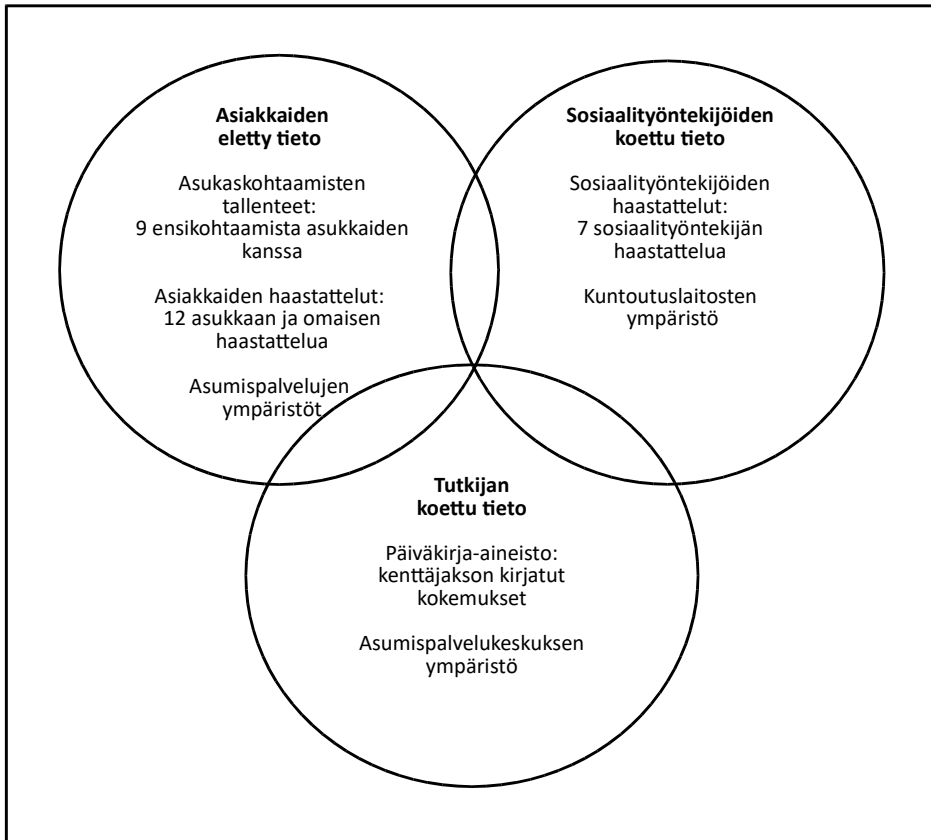 Asiakkaiden
eletty tieto
Asukaskohtaamisten
tallenteet:
9 ensikohtaamista asukkaiden
kanssa
Asiakkaiden haastattelut:
12 asukkaan ja omaisen
haastattelua
Asumispalvelujen
ympäristöt
Sosiaalityöntekijöiden
koettu tieto
Sosiaalityöntekijöiden
haastattelut:
7 sosiaalityöntekijän
haastattelua
Kuntoutuslaitosten
ympäristö
Tutkijan
koettu tieto
Päiväkirja-aineisto:
kenttäjakson kirjatut
kokemukset
Asumispalvelukeskuksen
ympäristö